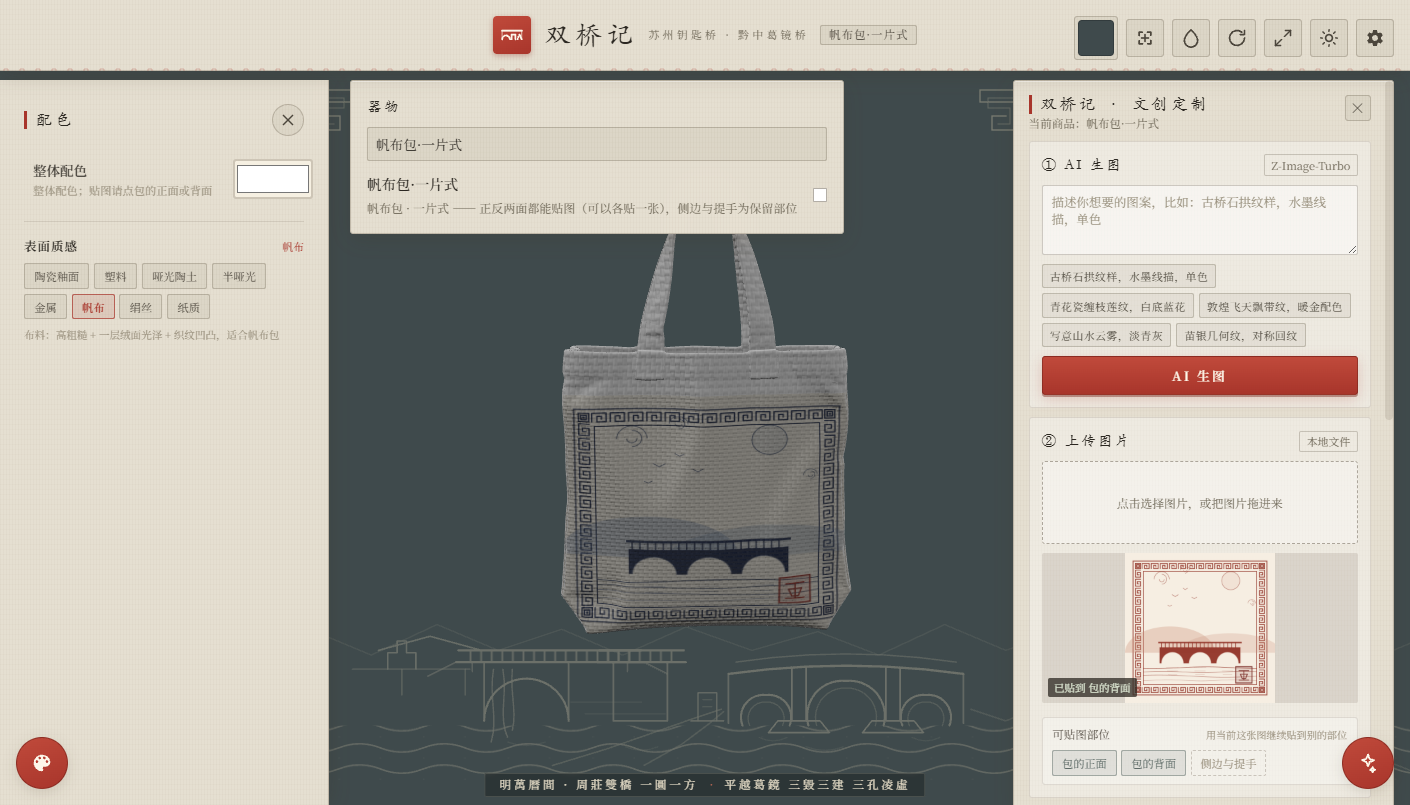 双桥记
苏州钥匙桥 · 黔中葛镜桥
帆布包·一片式
配色
整体配色
整体配色；贴图请点包的正面或背面
表面质感
帆布
陶瓷釉面
塑料
哑光陶土
半哑光
金属
帆布
绢丝
纸质
布料：高粗糙 + 一层绒面光泽 + 织纹凹凸，适合帆布包
器物
帆布包·一片式
帆布包·一片式
帆布包 · 一片式 —— 正反两面都能贴图（可以各贴一张），侧边与提手为保留部位
明萬曆間 · 周莊雙橋 一圓一方 · 平越葛鏡 三毀三建 三孔凌虛
双桥记 · 文创定制
当前商品：帆布包·一片式
① AI 生图
Z-Image-Turbo
描述你想要的图案，比如：古桥石拱纹样，水墨线
描，单色
古桥石拱纹样，水墨线描，单色
青花瓷缠枝莲纹，白底蓝花
敦煌飞天飘带纹，暖金配色
写意山水云雾，淡青灰
苗银几何纹，对称回纹
AI 生图
② 上传图片
本地文件
点击选择图片，或把图片拖进来
已贴到 包的背面
可贴图部位
用当前这张图继续贴到别的部位
包的正面
包的背面
侧边与提手